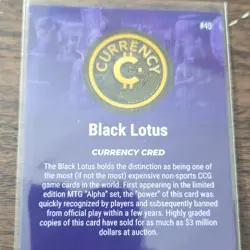 #40
CURRENCY
C
Black Lotus
CURRENCY CRED
The Black Lotus holds the distinction as being one of
the most (if not the most) expensive non-sports CCG
game cards in the world. First appearing in the limited
edition MTG "Alpha" set, the "power" of this card was
quickly recognized by players and subsequently banned
from official play within a few years. Highly graded
copies of this card have sold for as much as $3 million
dollars at auction.